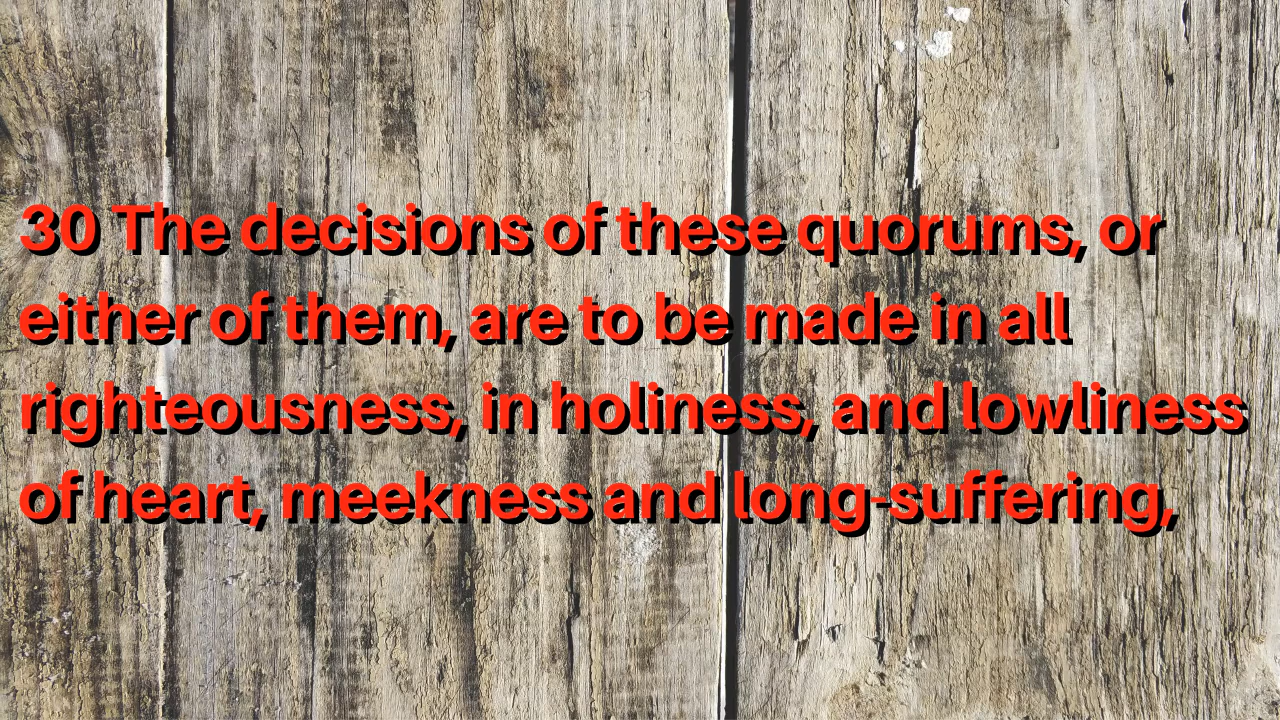 30 The decisions of these quorums, or
either of them, are to be made in all
righteousness, in holiness, and lowliness
of heart, meekness and long-suffering,